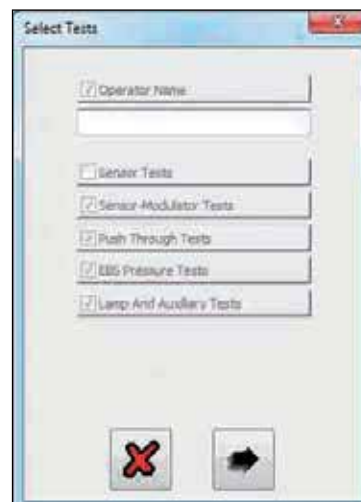 Select Tests
Operator Name
Sensor Tests
Sensor-Modulator Tests
Push Through Tests
EBS Pressure Tests
Lamp And Auxiliary Tests